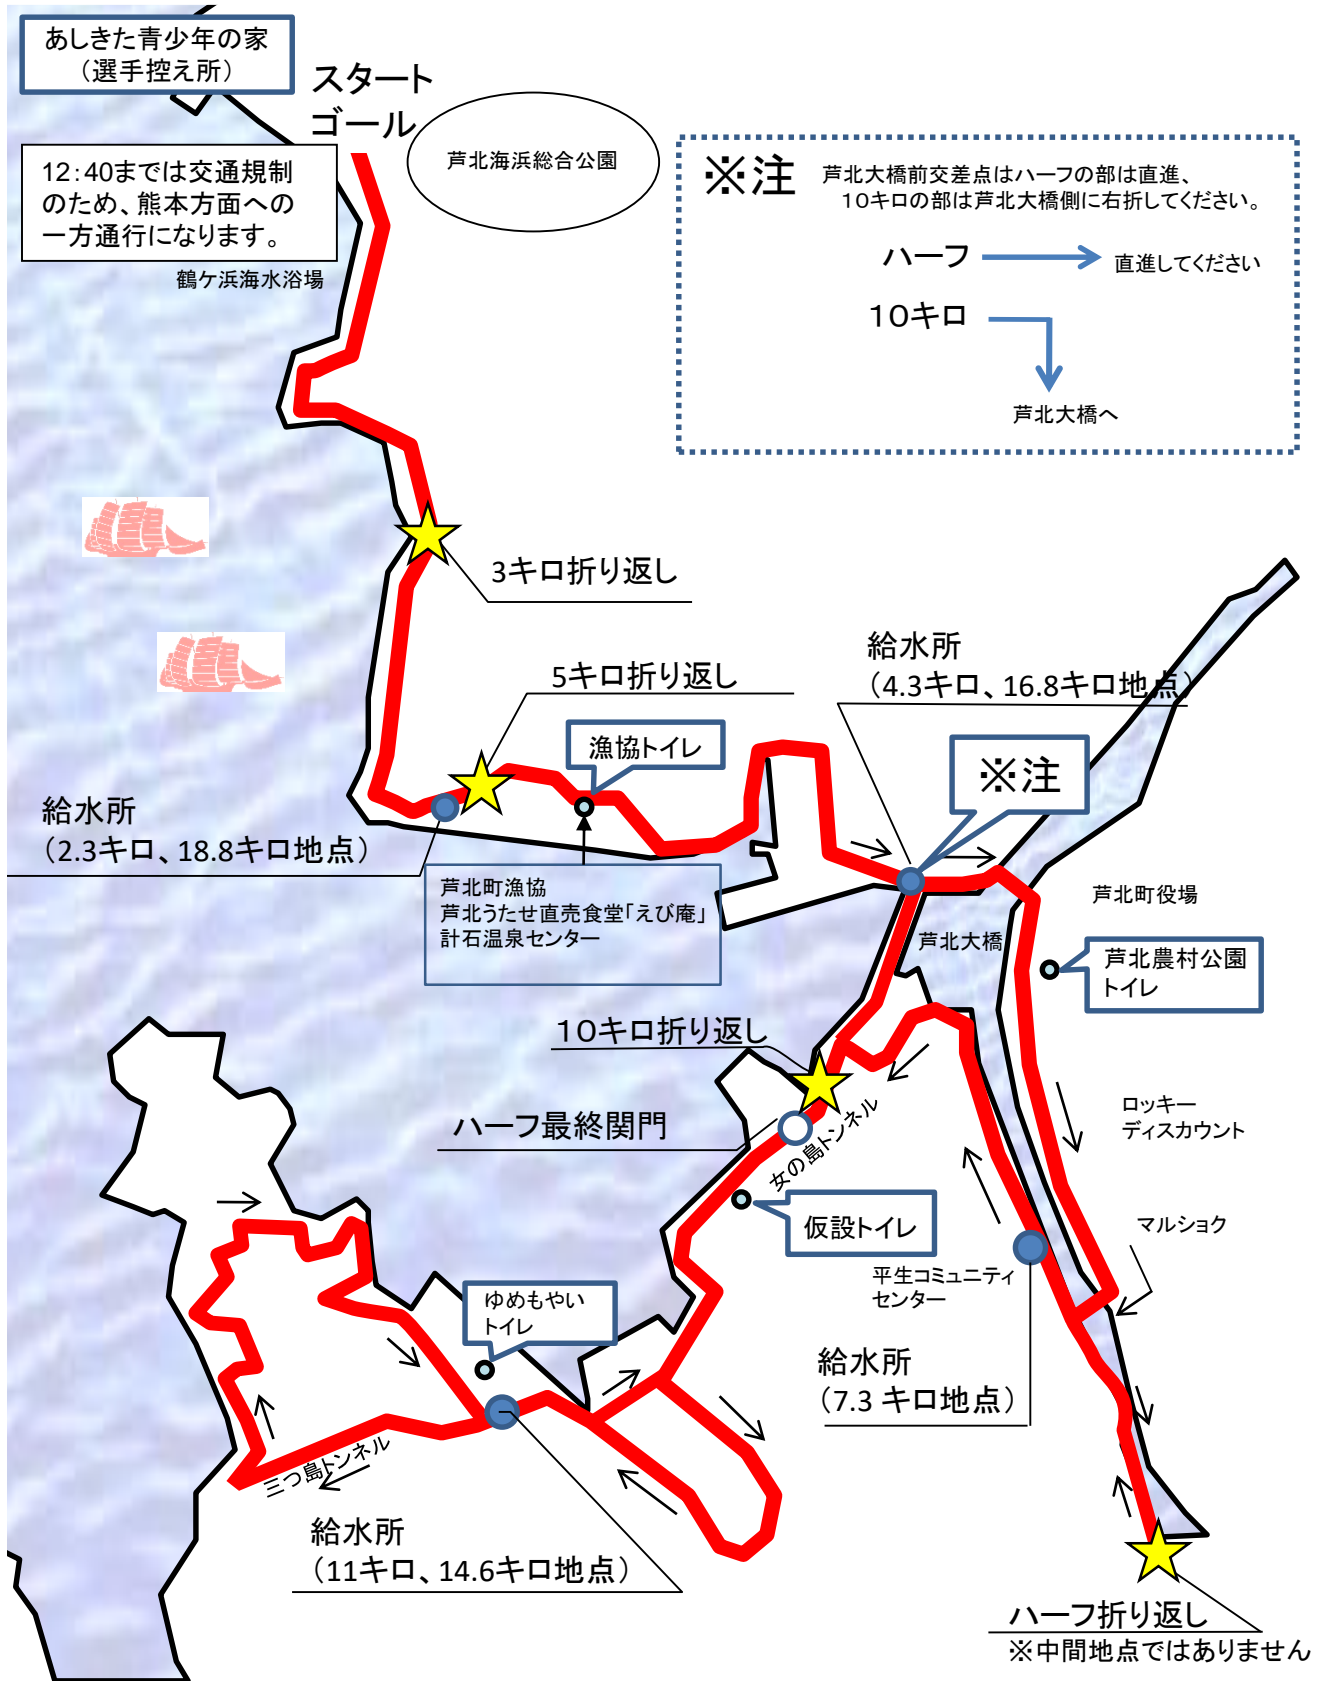 あしきた青少年の家
（選手控え所）
スタート
ゴール
芦北海浜総合公園
12：40までは交通規制
のため、熊本方面への
一方通行になります。
鶴ケ浜海水浴場
※注
芦北大橋前交差点はハーフの部は直進、
１０キロの部は芦北大橋側に右折してください。
ハーフ
直進してください
１０キロ
芦北大橋へ
3キロ折り返し
5キロ折り返し
漁協トイレ
給水所
（4.3キロ、16.8キロ地点）
※注
給水所
（2.3キロ、18.8キロ地点）
芦北町漁協
芦北うたせ直売食堂「えび庵」
計石温泉センター
芦北町役場
芦北大橋
芦北農村公園
トイレ
１０キロ折り返し
ハーフ最終関門
女の島トンネル
ロッキー
ディスカウント
仮設トイレ
マルショク
平生コミュニティ
センター
ゆめもやい
トイレ
給水所
（7.3 キロ地点）
三つ島トンネル
給水所
（11キロ、14.6キロ地点）
ハーフ折り返し
※中間地点ではありません